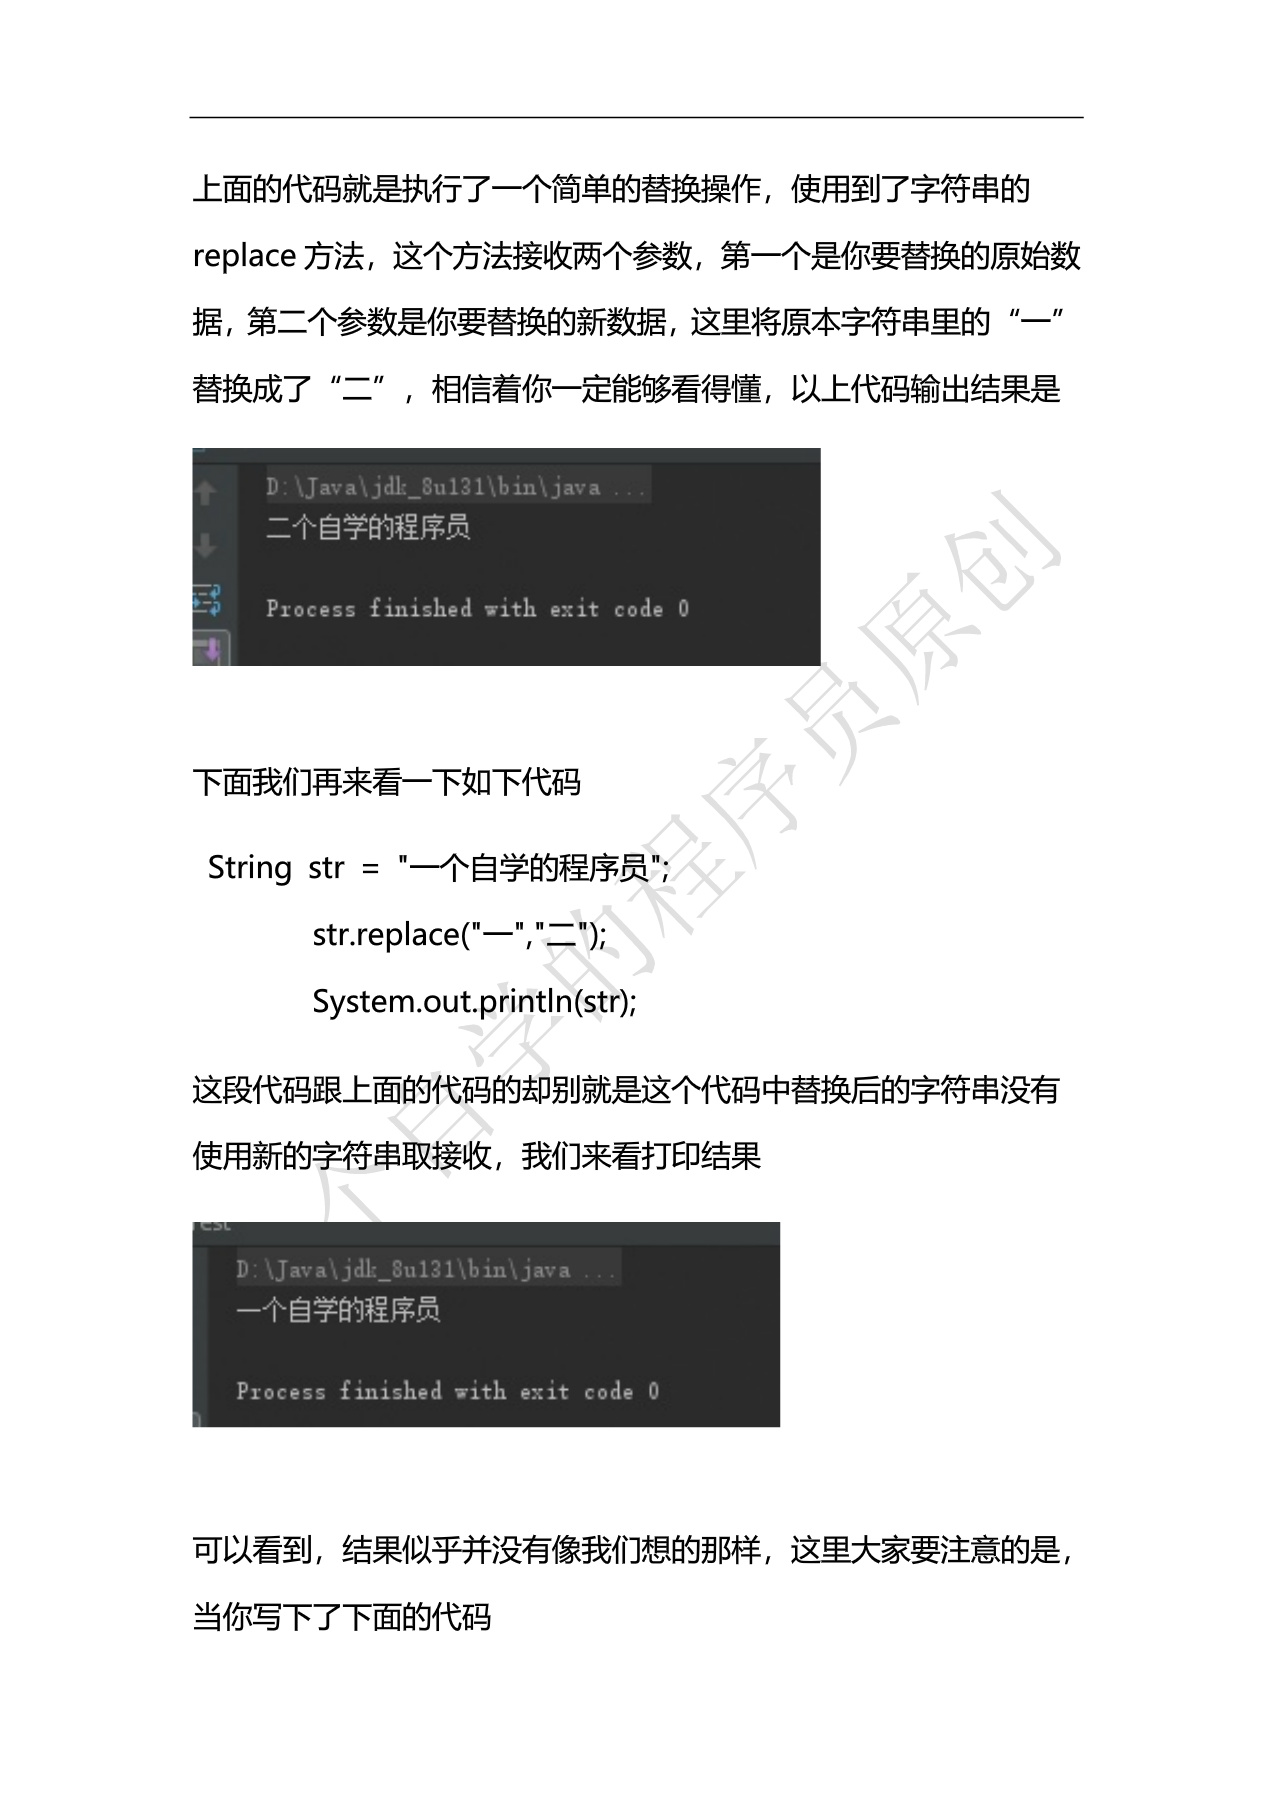 上面的代码就是执行了一个简单的替换操作，使用到了字符串的
replace 方法，这个方法接收两个参数，第一个是你要替换的原始数
据，第二个参数是你要替换的新数据，这里将原本字符串里的“一”
替换成了“二”，相信着你一定能够看得懂，以上代码输出结果是
D:\Java\jdk_8u131\bin\java ...
二个自学的程序员
Process finished with exit code 0
下面我们再来看一下如下代码
String str = "一个自学的程序员";
str.replace("一","二");
System.out.println(str);
这段代码跟上面的代码的却别就是这个代码中替换后的字符串没有
使用新的字符串取接收，我们来看打印结果
D:\Java\jdk_8u131\bin\java ...
一个自学的程序员
Process finished with exit code 0
可以看到，结果似乎并没有像我们想的那样，这里大家要注意的是，
当你写下了下面的代码
个自学的程序员原创